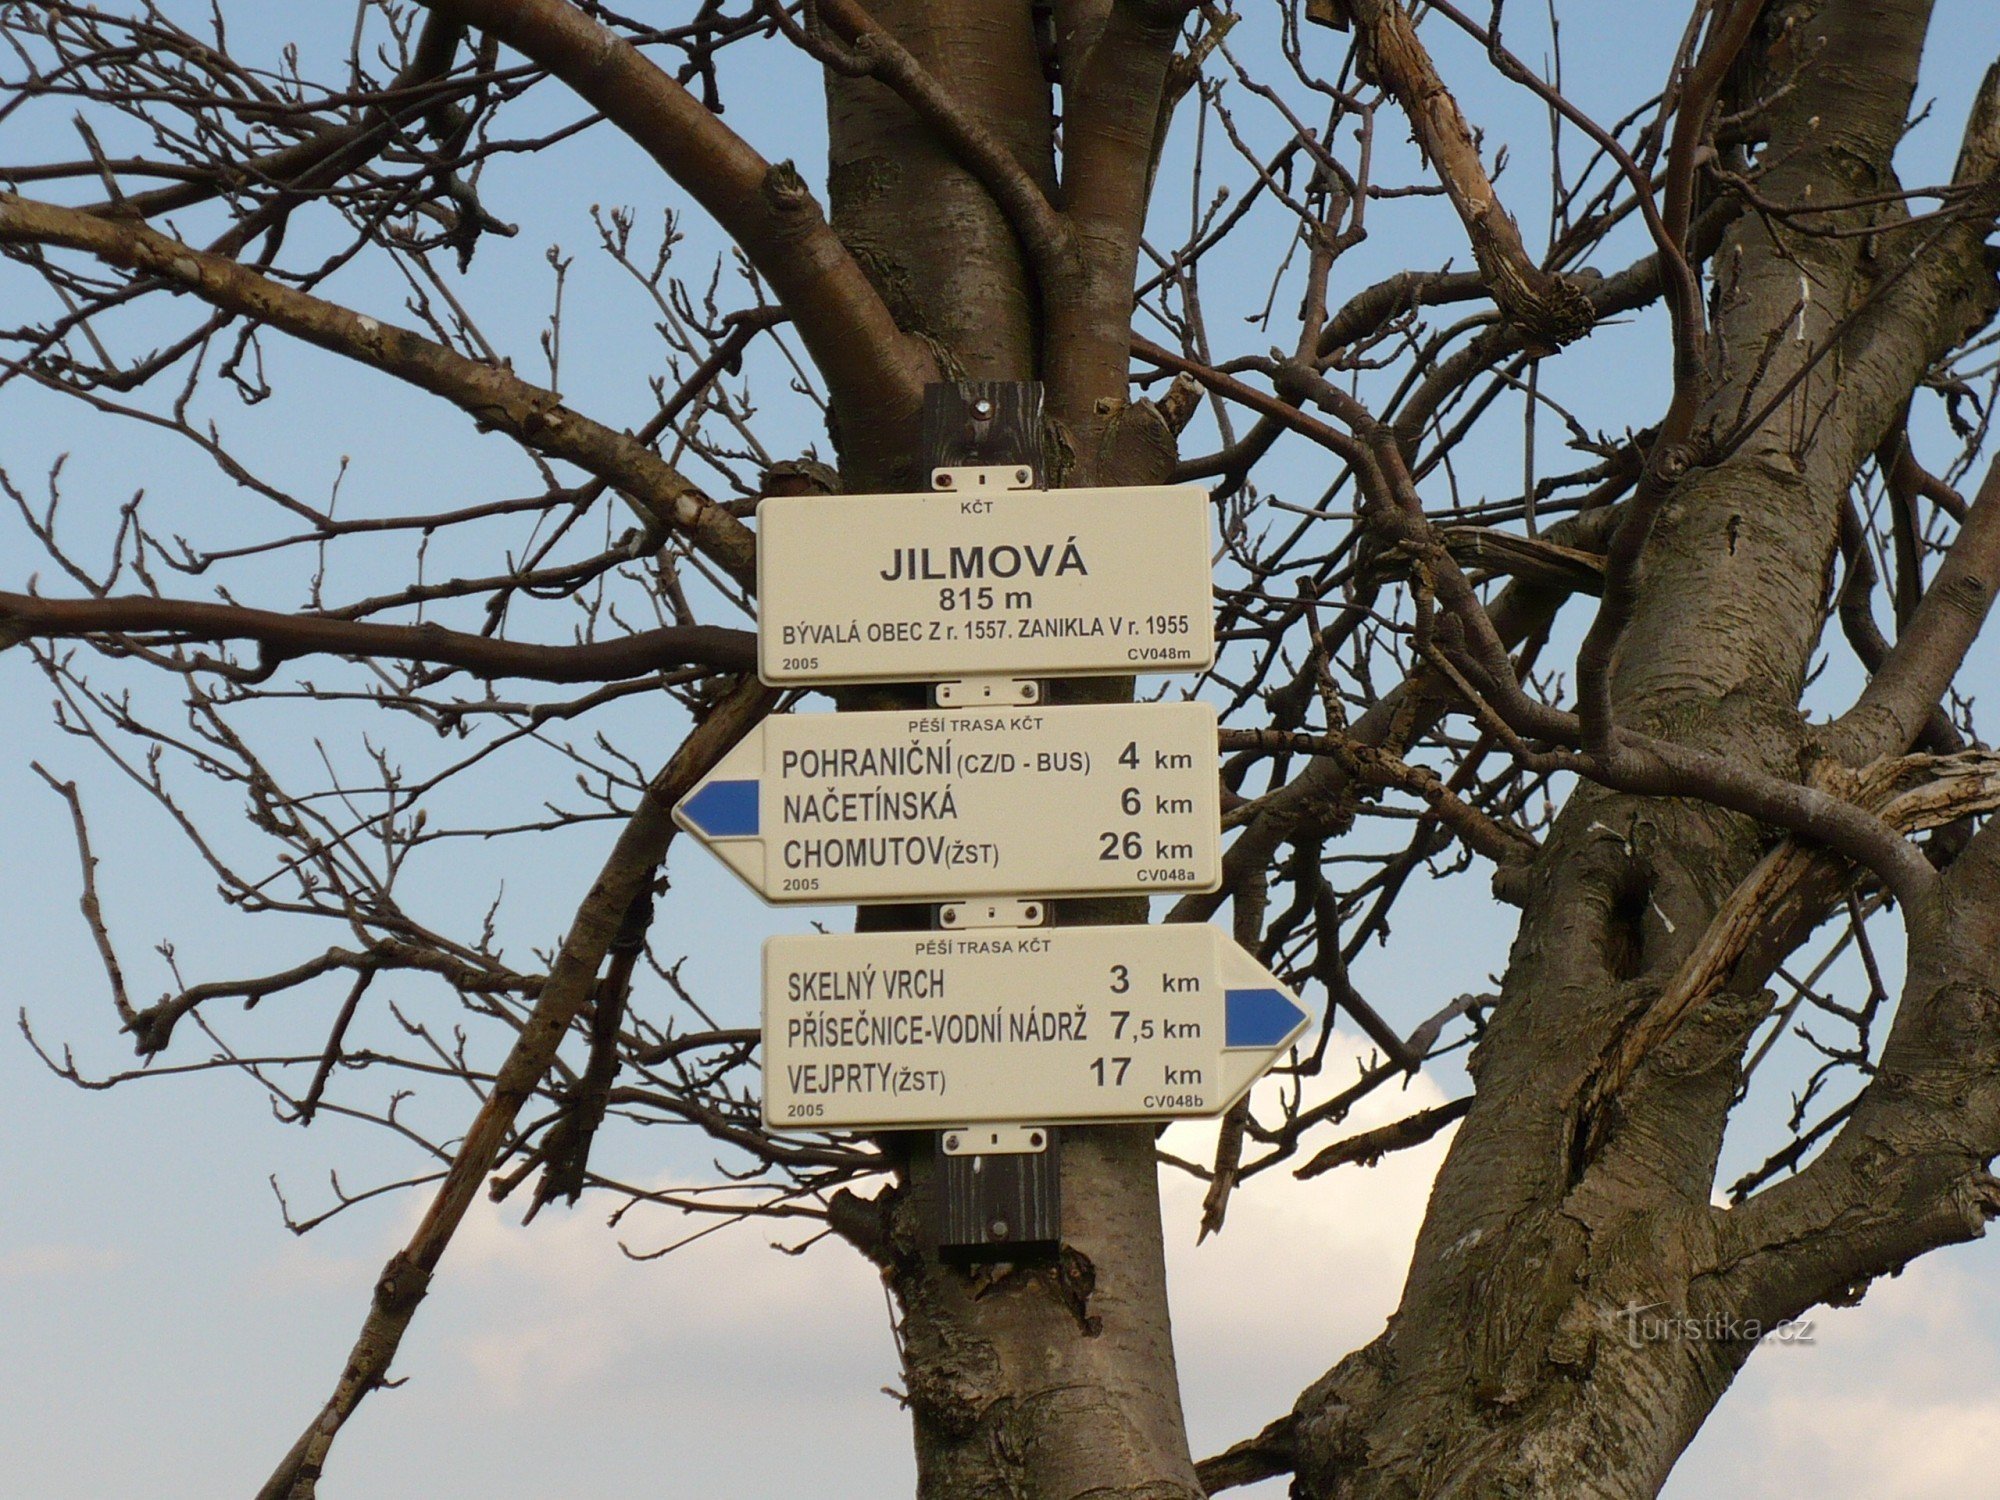 KČT
JILMOVÁ
815 m
BÝVALÁ OBEC Z r. 1557. ZANIKLA V r. 1955
2005 CV048m
PĚŠÍ TRASA KČT
POHRANIČNÍ (CZ/D - BUS) 4 km
NAČETÍNSKÁ 6 km
CHOMUTOV(ŽST) 26 km
2005 CV048a
PĚŠÍ TRASA KČT
SKELNÝ VRCH 3 km
PŘÍSEČNICE-VODNÍ NÁDRŽ 7,5 km
VEJPRTY(ŽST) 17 km
2005 CV048b
Turistika.cz